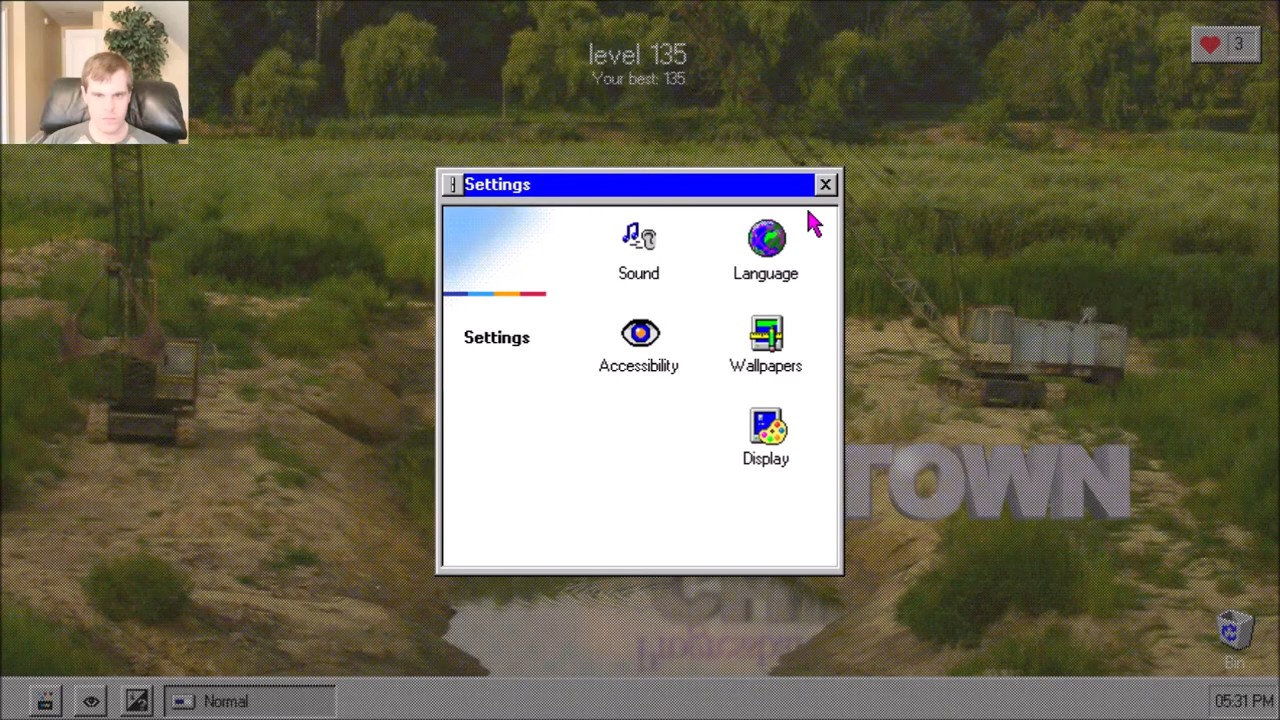 level 135
Your best: 135
3
Settings
Sound
Language
Settings
Accessibility
Wallpapers
Display
TOWN
Bin
Normal
05:31 PM